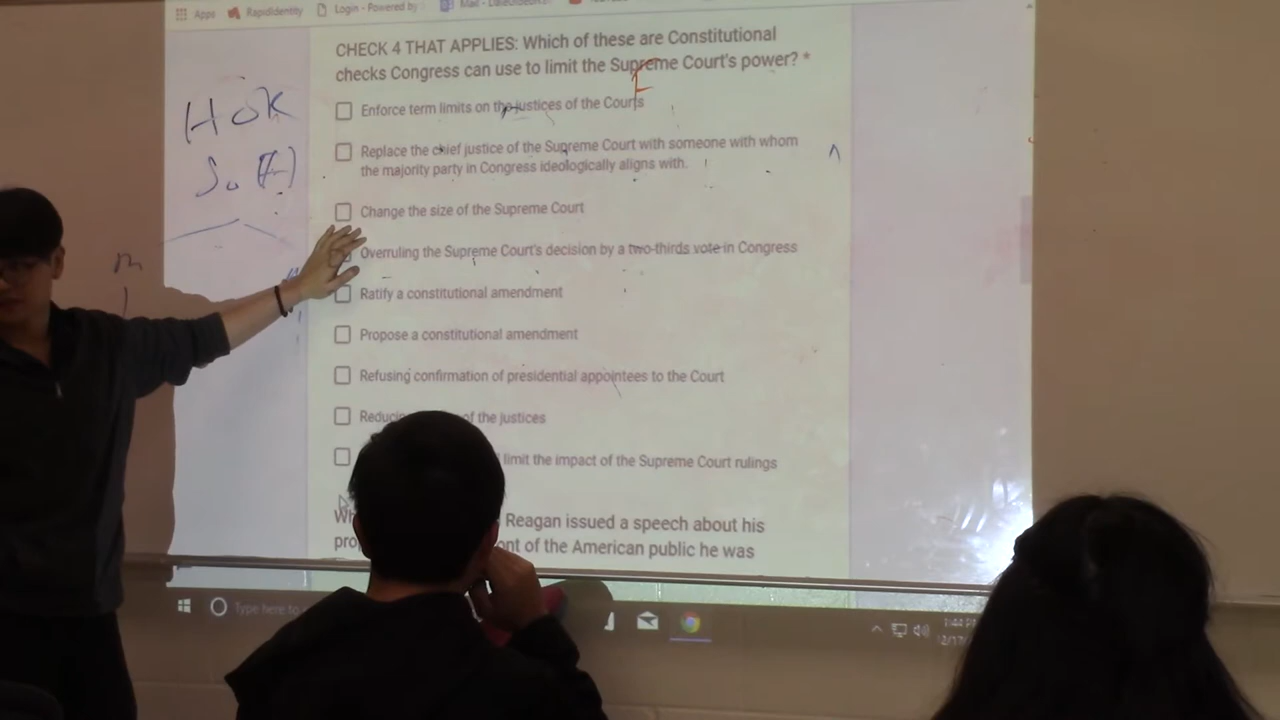 Apps RapidIdentity Login - Powered by Mail -
CHECK 4 THAT APPLIES: Which of these are Constitutional
checks Congress can use to limit the Supreme Court's power? *
Enforce term limits on the justices of the Courts
Replace the chief justice of the Supreme Court with someone with whom
the majority party in Congress ideologically aligns with.
Change the size of the Supreme Court
Overruling the Supreme Court's decision by a two-thirds vote in Congress
Ratify a constitutional amendment
Propose a constitutional amendment
Refusing confirmation of presidential appointees to the Court
of the justices
limit the impact of the Supreme Court rulings
Reagan issued a speech about his
of the American public he was
Type here to